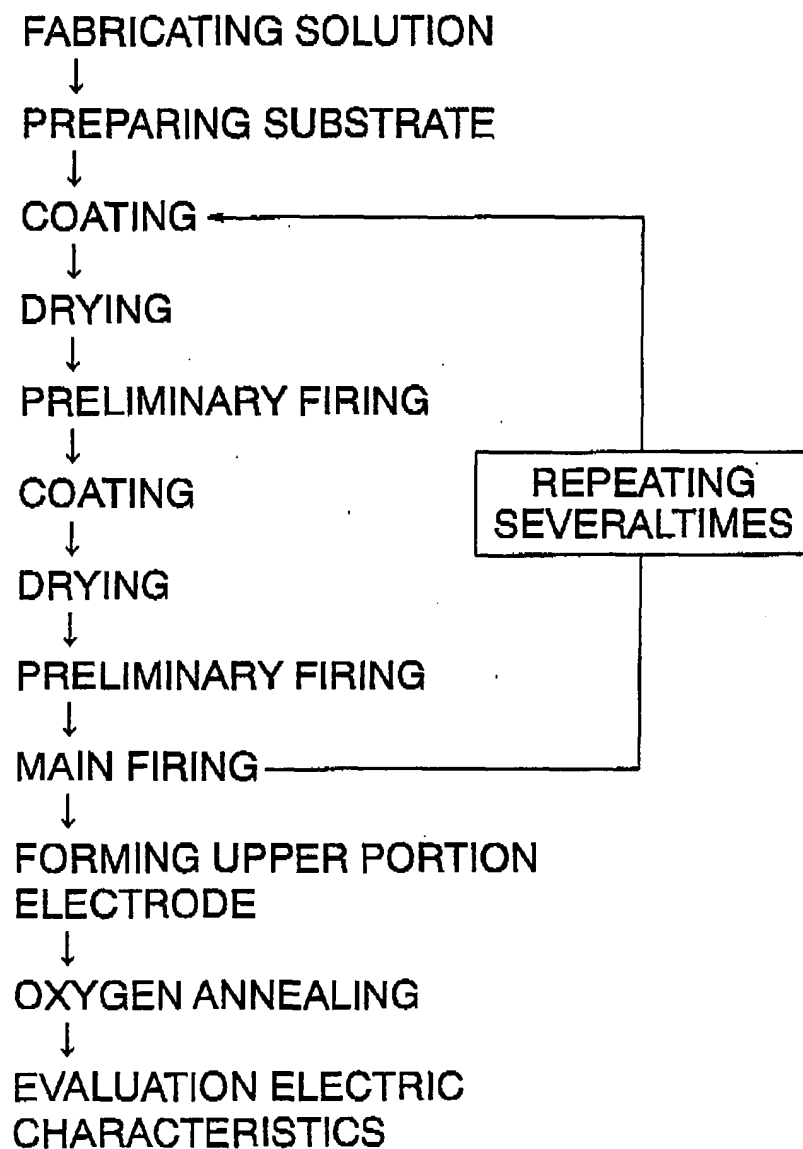 FABRICATING SOLUTION
↓
PREPARING SUBSTRATE
↓
COATING
↓
DRYING
↓
PRELIMINARY FIRING
↓
COATING
↓
DRYING
↓
PRELIMINARY FIRING
↓
MAIN FIRING
↓
FORMING UPPER PORTION
ELECTRODE
↓
OXYGEN ANNEALING
↓
EVALUATION ELECTRIC
CHARACTERISTICS
REPEATING
SEVERALTIMES